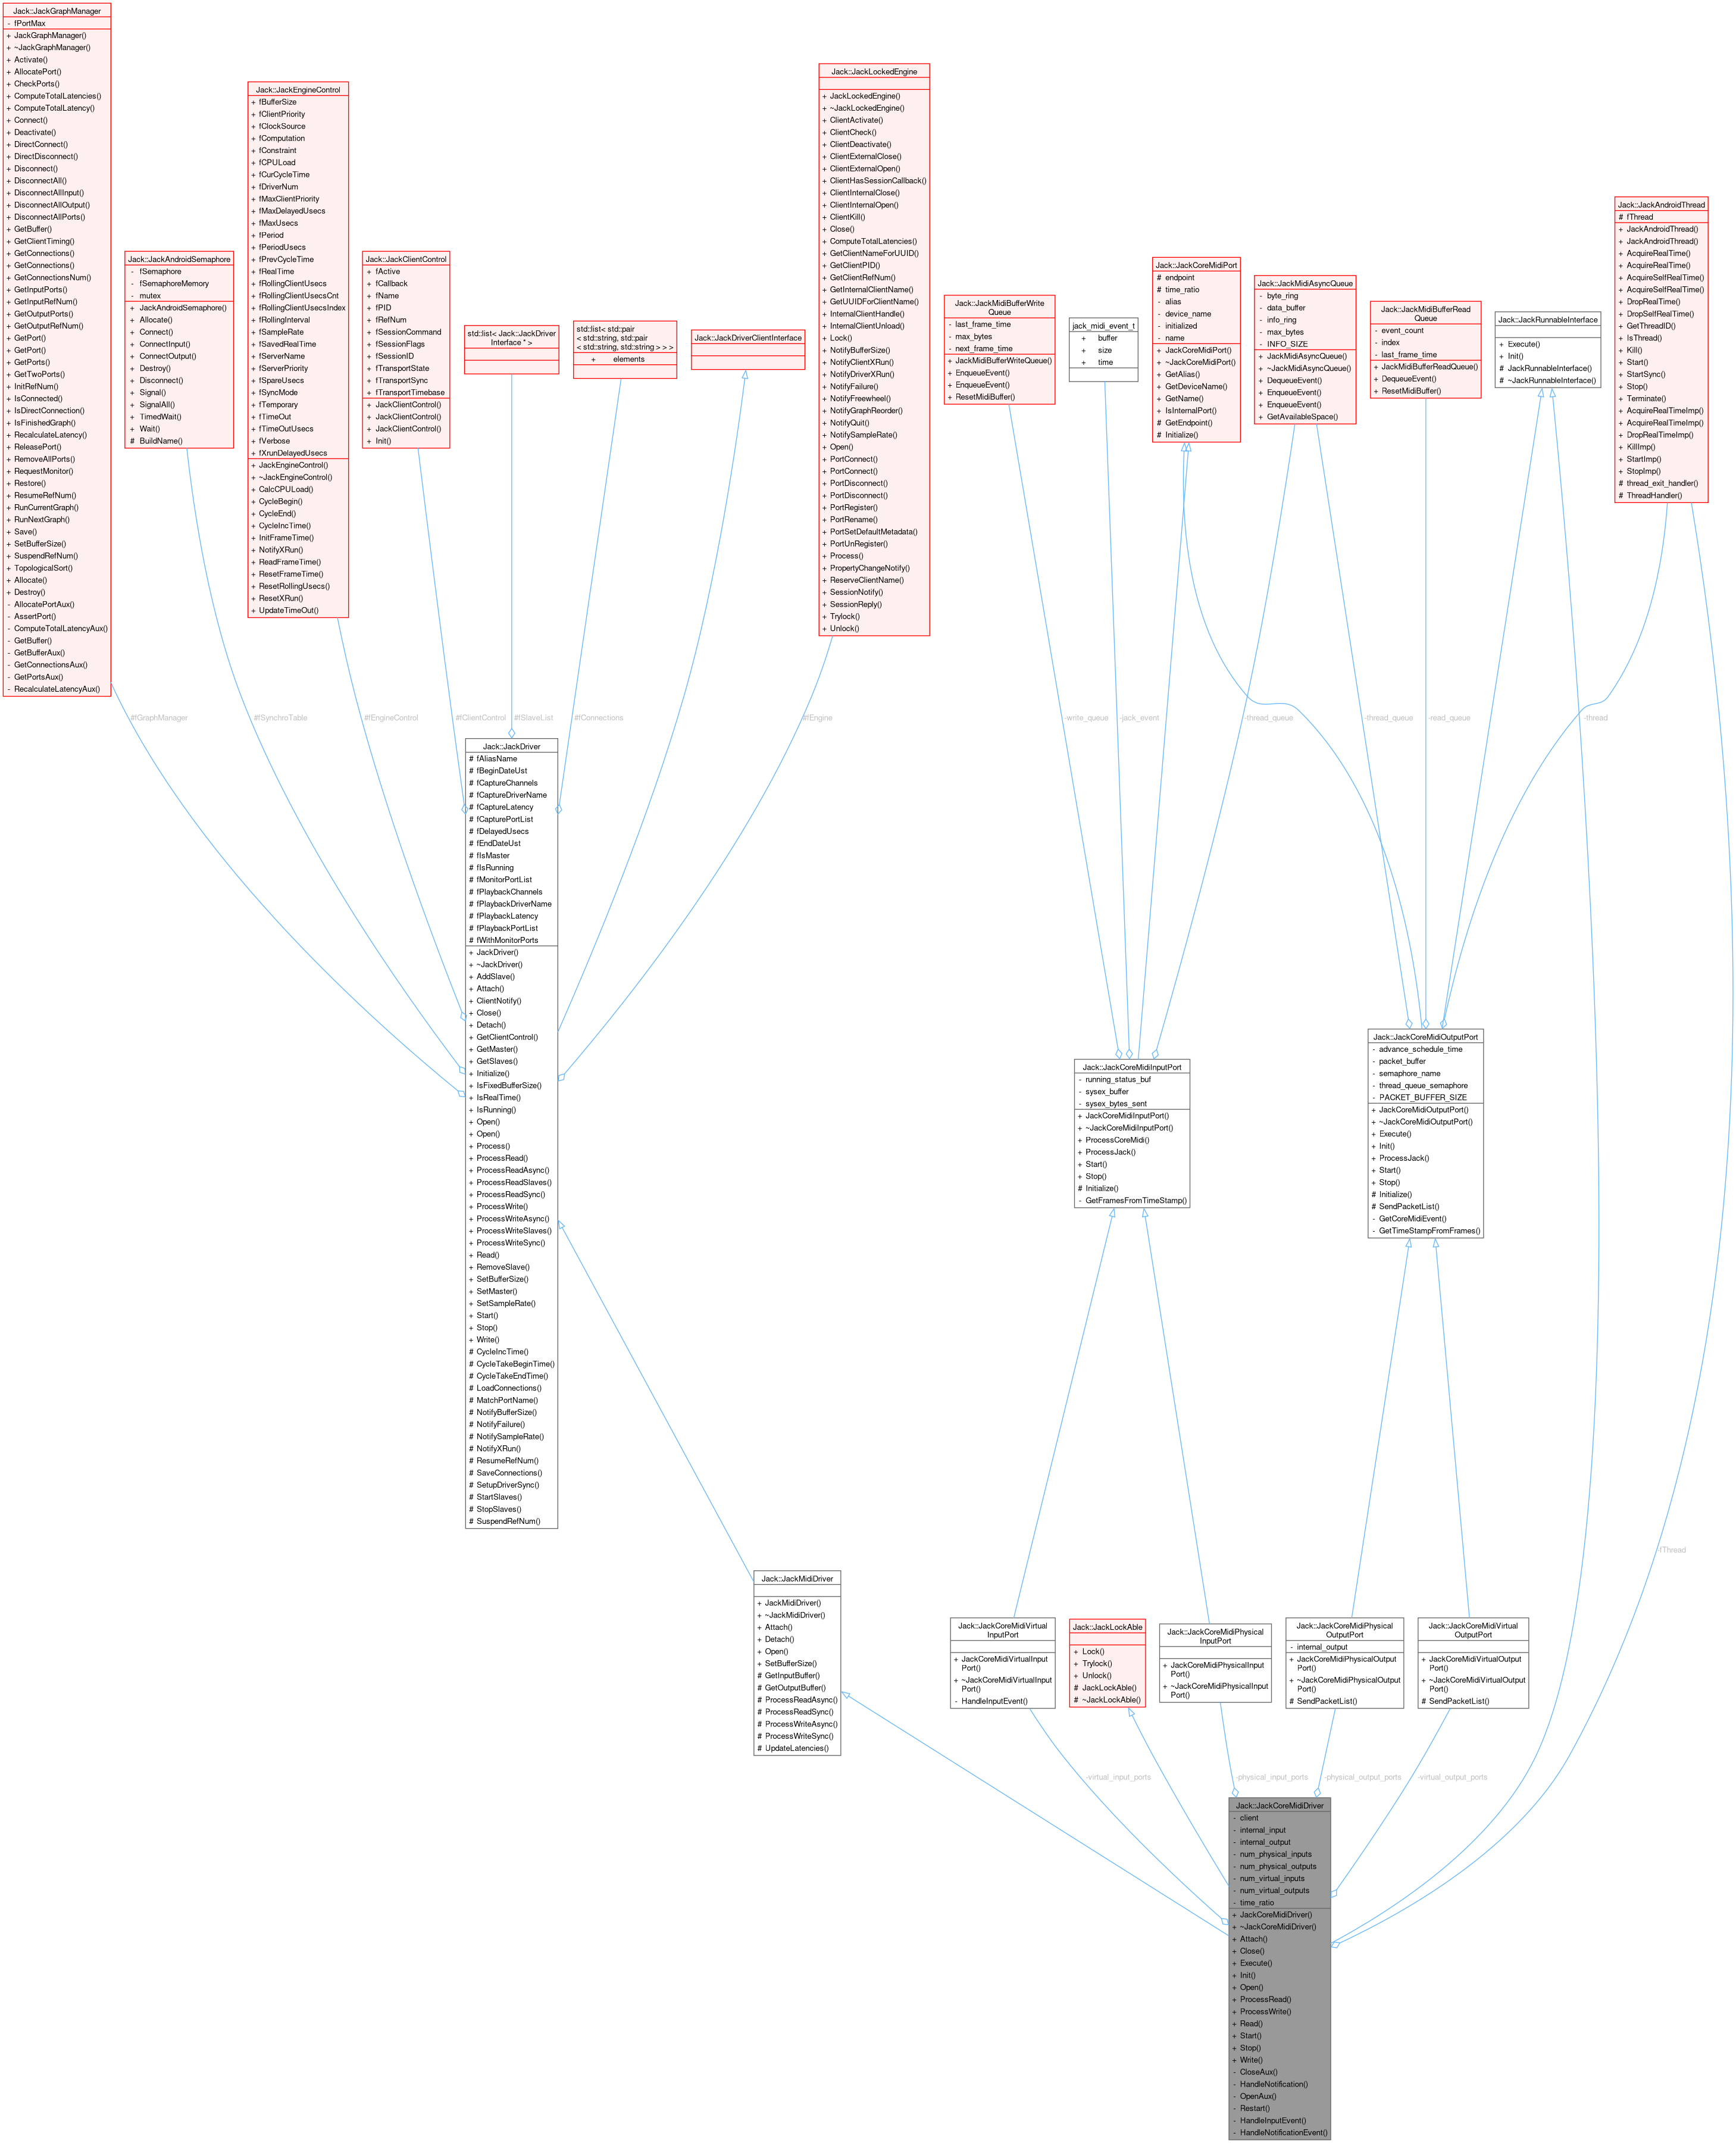 Jack::JackGraphManager
- fPortMax
+ JackGraphManager()
+ ~JackGraphManager()
+ Activate()
+ AllocatePort()
+ CheckPorts()
+ ComputeTotalLatencies()
+ ComputeTotalLatency()
+ Connect()
+ Deactivate()
+ DirectConnect()
+ DirectDisconnect()
+ Disconnect()
+ DisconnectAll()
+ DisconnectAllInput()
+ DisconnectAllOutput()
+ DisconnectAllPorts()
+ GetBuffer()
+ GetClientTiming()
+ GetConnections()
+ GetConnections()
+ GetConnectionsNum()
+ GetInputPorts()
+ GetInputRefNum()
+ GetOutputPorts()
+ GetOutputRefNum()
+ GetPort()
+ GetPort()
+ GetPorts()
+ GetTwoPorts()
+ InitRefNum()
+ IsConnected()
+ IsDirectConnection()
+ IsFinishedGraph()
+ RecalculateLatency()
+ ReleasePort()
+ RemoveAllPorts()
+ RequestMonitor()
+ Restore()
+ ResumeRefNum()
+ RunCurrentGraph()
+ RunNextGraph()
+ Save()
+ SetBufferSize()
+ SuspendRefNum()
+ TopologicalSort()
+ Allocate()
+ Destroy()
- AllocatePortAux()
- AssertPort()
- ComputeTotalLatencyAux()
- GetBuffer()
- GetBufferAux()
- GetConnectionsAux()
- GetPortsAux()
- RecalculateLatencyAux()
Jack::JackAndroidSemaphore
- fSemaphore
- fSemaphoreMemory
- mutex
+ JackAndroidSemaphore()
+ Allocate()
+ Connect()
+ ConnectInput()
+ ConnectOutput()
+ Destroy()
+ Disconnect()
+ Signal()
+ SignalAll()
+ TimedWait()
+ Wait()
# BuildName()
Jack::JackEngineControl
+ fBufferSize
+ fClientPriority
+ fClockSource
+ fComputation
+ fConstraint
+ fCPULoad
+ fCurCycleTime
+ fDriverNum
+ fMaxClientPriority
+ fMaxDelayedUsecs
+ fMaxUsecs
+ fPeriod
+ fPeriodUsecs
+ fPrevCycleTime
+ fRealTime
+ fRollingClientUsecs
+ fRollingClientUsecsCnt
+ fRollingClientUsecsIndex
+ fRollingInterval
+ fSampleRate
+ fSavedRealTime
+ fServerName
+ fServerPriority
+ fSpareUsecs
+ fSyncMode
+ fTemporary
+ fTimeOut
+ fTimeOutUsecs
+ fVerbose
+ fXrunDelayedUsecs
+ JackEngineControl()
+ ~JackEngineControl()
+ CalcCPULoad()
+ CycleBegin()
+ CycleEnd()
+ CycleIncTime()
+ InitFrameTime()
+ NotifyXRun()
+ ReadFrameTime()
+ ResetFrameTime()
+ ResetRollingUsecs()
+ ResetXRun()
+ UpdateTimeOut()
Jack::JackClientControl
+ fActive
+ fCallback
+ fName
+ fPID
+ fRefNum
+ fSessionCommand
+ fSessionFlags
+ fSessionID
+ fTransportState
+ fTransportSync
+ fTransportTimebase
+ JackClientControl()
+ JackClientControl()
+ JackClientControl()
+ Init()
std::list< Jack::JackDriver
Interface * >
std::list< std::pair
< std::string, std::pair
< std::string, std::string > > >
+ elements
Jack::JackDriverClientInterface
Jack::JackLockedEngine
+ JackLockedEngine()
+ ~JackLockedEngine()
+ ClientActivate()
+ ClientCheck()
+ ClientDeactivate()
+ ClientExternalClose()
+ ClientExternalOpen()
+ ClientHasSessionCallback()
+ ClientInternalClose()
+ ClientInternalOpen()
+ ClientKill()
+ Close()
+ ComputeTotalLatencies()
+ GetClientNameForUUID()
+ GetClientPID()
+ GetClientRefNum()
+ GetInternalClientName()
+ GetUUIDForClientName()
+ InternalClientHandle()
+ InternalClientUnload()
+ Lock()
+ NotifyBufferSize()
+ NotifyClientXRun()
+ NotifyDriverXRun()
+ NotifyFailure()
+ NotifyFreewheel()
+ NotifyGraphReorder()
+ NotifyQuit()
+ NotifySampleRate()
+ Open()
+ PortConnect()
+ PortConnect()
+ PortDisconnect()
+ PortDisconnect()
+ PortRegister()
+ PortRename()
+ PortSetDefaultMetadata()
+ PortUnRegister()
+ Process()
+ PropertyChangeNotify()
+ ReserveClientName()
+ SessionNotify()
+ SessionReply()
+ Trylock()
+ Unlock()
Jack::JackMidiBufferWrite
Queue
- last_frame_time
- max_bytes
- next_frame_time
+ JackMidiBufferWriteQueue()
+ EnqueueEvent()
+ EnqueueEvent()
+ ResetMidiBuffer()
jack_midi_event_t
+ buffer
+ size
+ time
Jack::JackCoreMidiPort
# endpoint
# time_ratio
- alias
- device_name
- initialized
- name
+ JackCoreMidiPort()
+ ~JackCoreMidiPort()
+ GetAlias()
+ GetDeviceName()
+ GetName()
+ IsInternalPort()
# GetEndpoint()
# Initialize()
Jack::JackMidiAsyncQueue
- byte_ring
- data_buffer
- info_ring
- max_bytes
- INFO_SIZE
+ JackMidiAsyncQueue()
+ ~JackMidiAsyncQueue()
+ DequeueEvent()
+ EnqueueEvent()
+ EnqueueEvent()
+ GetAvailableSpace()
Jack::JackMidiBufferRead
Queue
- event_count
- index
- last_frame_time
+ JackMidiBufferReadQueue()
+ DequeueEvent()
+ ResetMidiBuffer()
Jack::JackRunnableInterface
+ Execute()
+ Init()
# JackRunnableInterface()
# ~JackRunnableInterface()
Jack::JackAndroidThread
# fThread
+ JackAndroidThread()
+ JackAndroidThread()
+ AcquireRealTime()
+ AcquireRealTime()
+ AcquireSelfRealTime()
+ AcquireSelfRealTime()
+ DropRealTime()
+ DropSelfRealTime()
+ GetThreadID()
+ IsThread()
+ Kill()
+ Start()
+ StartSync()
+ Stop()
+ Terminate()
+ AcquireRealTimeImp()
+ AcquireRealTimeImp()
+ DropRealTimeImp()
+ KillImp()
+ StartImp()
+ StopImp()
# thread_exit_handler()
# ThreadHandler()
#fGraphManager
#fSynchroTable
#fEngineControl
#fClientControl
#fSlaveList
#fConnections
#fEngine
-write_queue
-jack_event
-thread_queue
-thread_queue
-read_queue
-thread
Jack::JackDriver
# fAliasName
# fBeginDateUst
# fCaptureChannels
# fCaptureDriverName
# fCaptureLatency
# fCapturePortList
# fDelayedUsecs
# fEndDateUst
# fIsMaster
# fIsRunning
# fMonitorPortList
# fPlaybackChannels
# fPlaybackDriverName
# fPlaybackLatency
# fPlaybackPortList
# fWithMonitorPorts
+ JackDriver()
+ ~JackDriver()
+ AddSlave()
+ Attach()
+ ClientNotify()
+ Close()
+ Detach()
+ GetClientControl()
+ GetMaster()
+ GetSlaves()
+ Initialize()
+ IsFixedBufferSize()
+ IsRealTime()
+ IsRunning()
+ Open()
+ Open()
+ Process()
+ ProcessRead()
+ ProcessReadAsync()
+ ProcessReadSlaves()
+ ProcessReadSync()
+ ProcessWrite()
+ ProcessWriteAsync()
+ ProcessWriteSlaves()
+ ProcessWriteSync()
+ Read()
+ RemoveSlave()
+ SetBufferSize()
+ SetMaster()
+ SetSampleRate()
+ Start()
+ Stop()
+ Write()
# CycleIncTime()
# CycleTakeBeginTime()
# CycleTakeEndTime()
# LoadConnections()
# MatchPortName()
# NotifyBufferSize()
# NotifyFailure()
# NotifySampleRate()
# NotifyXRun()
# ResumeRefNum()
# SaveConnections()
# SetupDriverSync()
# StartSlaves()
# StopSlaves()
# SuspendRefNum()
Jack::JackCoreMidiInputPort
- running_status_buf
- sysex_buffer
- sysex_bytes_sent
+ JackCoreMidiInputPort()
+ ~JackCoreMidiInputPort()
+ ProcessCoreMidi()
+ ProcessJack()
+ Start()
+ Stop()
# Initialize()
- GetFramesFromTimeStamp()
Jack::JackCoreMidiOutputPort
- advance_schedule_time
- packet_buffer
- semaphore_name
- thread_queue_semaphore
- PACKET_BUFFER_SIZE
+ JackCoreMidiOutputPort()
+ ~JackCoreMidiOutputPort()
+ Execute()
+ Init()
+ ProcessJack()
+ Start()
+ Stop()
# Initialize()
# SendPacketList()
- GetCoreMidiEvent()
- GetTimeStampFromFrames()
-fThread
Jack::JackMidiDriver
+ JackMidiDriver()
+ ~JackMidiDriver()
+ Attach()
+ Detach()
+ Open()
+ SetBufferSize()
# GetInputBuffer()
# GetOutputBuffer()
# ProcessReadAsync()
# ProcessReadSync()
# ProcessWriteAsync()
# ProcessWriteSync()
# UpdateLatencies()
Jack::JackCoreMidiVirtual
InputPort
+ JackCoreMidiVirtualInput
Port()
+ ~JackCoreMidiVirtualInput
Port()
- HandleInputEvent()
Jack::JackLockAble
+ Lock()
+ Trylock()
+ Unlock()
# JackLockAble()
# ~JackLockAble()
Jack::JackCoreMidiPhysical
InputPort
+ JackCoreMidiPhysicalInput
Port()
+ ~JackCoreMidiPhysicalInput
Port()
Jack::JackCoreMidiPhysical
OutputPort
- internal_output
+ JackCoreMidiPhysicalOutput
Port()
+ ~JackCoreMidiPhysicalOutput
Port()
# SendPacketList()
Jack::JackCoreMidiVirtual
OutputPort
+ JackCoreMidiVirtualOutput
Port()
+ ~JackCoreMidiVirtualOutput
Port()
# SendPacketList()
-virtual_input_ports
-physical_input_ports
-physical_output_ports
-virtual_output_ports
Jack::JackCoreMidiDriver
- client
- internal_input
- internal_output
- num_physical_inputs
- num_physical_outputs
- num_virtual_inputs
- num_virtual_outputs
- time_ratio
+ JackCoreMidiDriver()
+ ~JackCoreMidiDriver()
+ Attach()
+ Close()
+ Execute()
+ Init()
+ Open()
+ ProcessRead()
+ ProcessWrite()
+ Read()
+ Start()
+ Stop()
+ Write()
- CloseAux()
- HandleNotification()
- OpenAux()
- Restart()
- HandleInputEvent()
- HandleNotificationEvent()